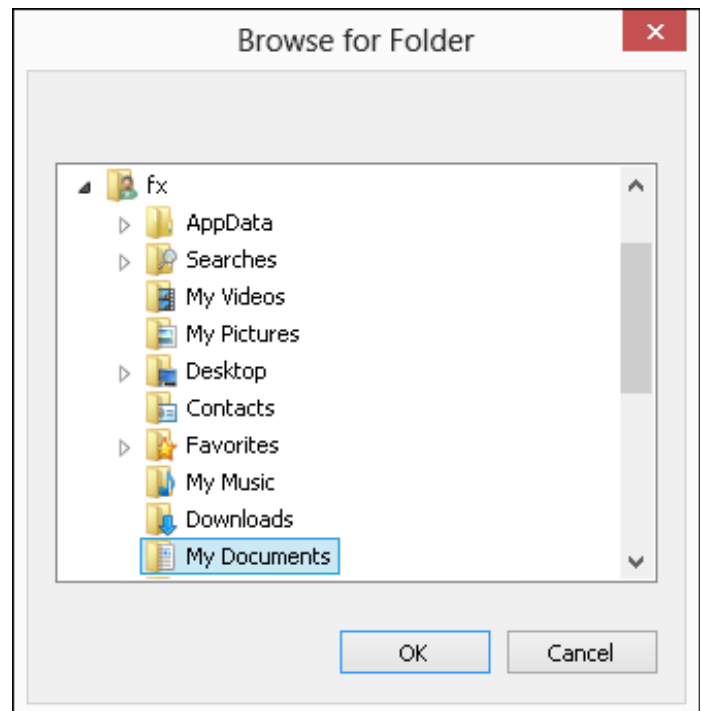 Browse for Folder
fx
AppData
Searches
My Videos
My Pictures
Desktop
Contacts
Favorites
My Music
Downloads
My Documents
OK Cancel